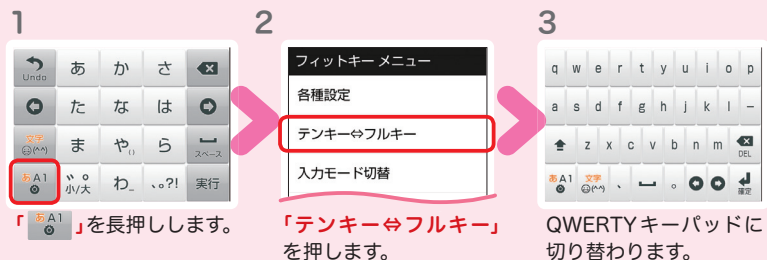 1
Undo あ か さ
た な は
文字 (^^) ま や() ら スペース
あA1 小/大 わ_ 、。?! 実行
「あA1」を長押しします。
2
フィットキー メニュー
各種設定
テンキー⇔フルキー
入力モード切替
「テンキー⇔フルキー」
を押します。
3
q w e r t y u i o p
a s d f g h j k l −
z x c v b n m DEL
あA1 文字 (^^) 、 。 確定
QWERTYキーパッドに
切り替わります。